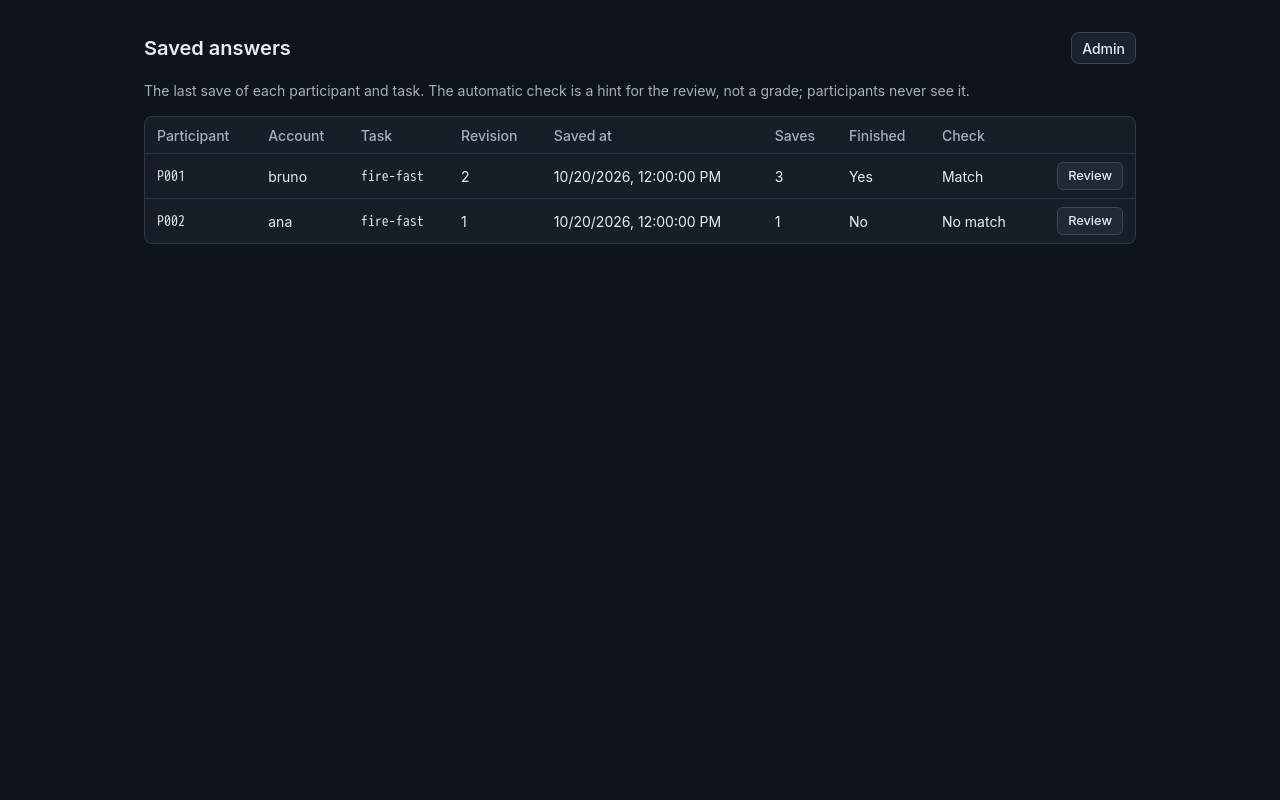 Saved answers
Admin
The last save of each participant and task. The automatic check is a hint for the review, not a grade; participants never see it.
Participant Account Task Revision Saved at Saves Finished Check
P001 bruno fire-fast 2 10/20/2026, 12:00:00 PM 3 Yes Match Review
P002 ana fire-fast 1 10/20/2026, 12:00:00 PM 1 No No match Review